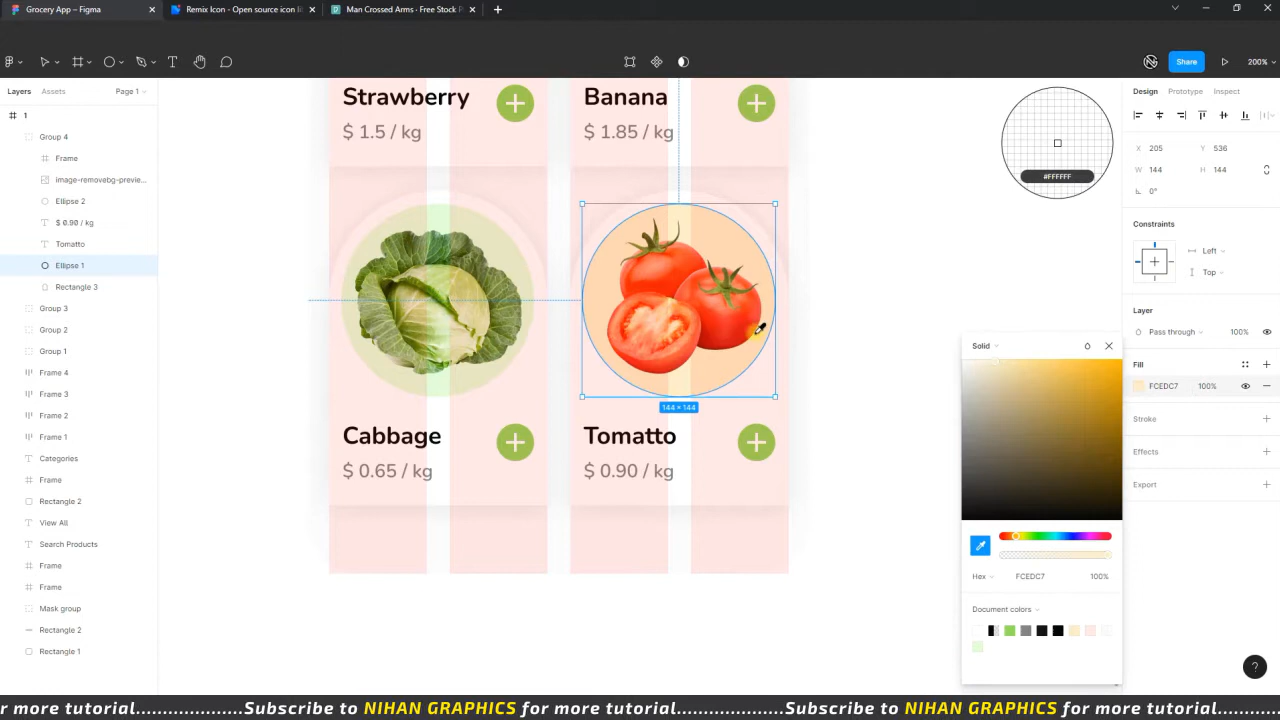 Grocery App – Figma
Remix Icon - Open source icon li
Man Crossed Arms · Free Stock P
Share
200%
Layers
Assets
Page 1
Design
Prototype
Inspect
1
Group 4
Frame
image-removebg-previe...
Ellipse 2
$ 0.90 / kg
Tomatto
Ellipse 1
Rectangle 3
Group 3
Group 2
Group 1
Frame 4
Frame 3
Frame 2
Frame 1
Categories
Frame
Rectangle 2
View All
Search Products
Frame
Frame
Mask group
Rectangle 2
Rectangle 1
Strawberry
$ 1.5 / kg
Banana
$ 1.85 / kg
Cabbage
$ 0.65 / kg
144 × 144
Tomatto
$ 0.90 / kg
#FFFFFF
X 205 Y 536
W 144 H 144
0°
Constraints
Left
Top
Layer
Pass through 100%
Fill
FCEDC7 100%
Stroke
Effects
Export
Solid
Hex FCEDC7 100%
Document colors
?
r more tutorial......................Subscribe to NIHAN GRAPHICS for more tutorial......................Subscribe to NIHAN GRAPHICS for more tutorial...